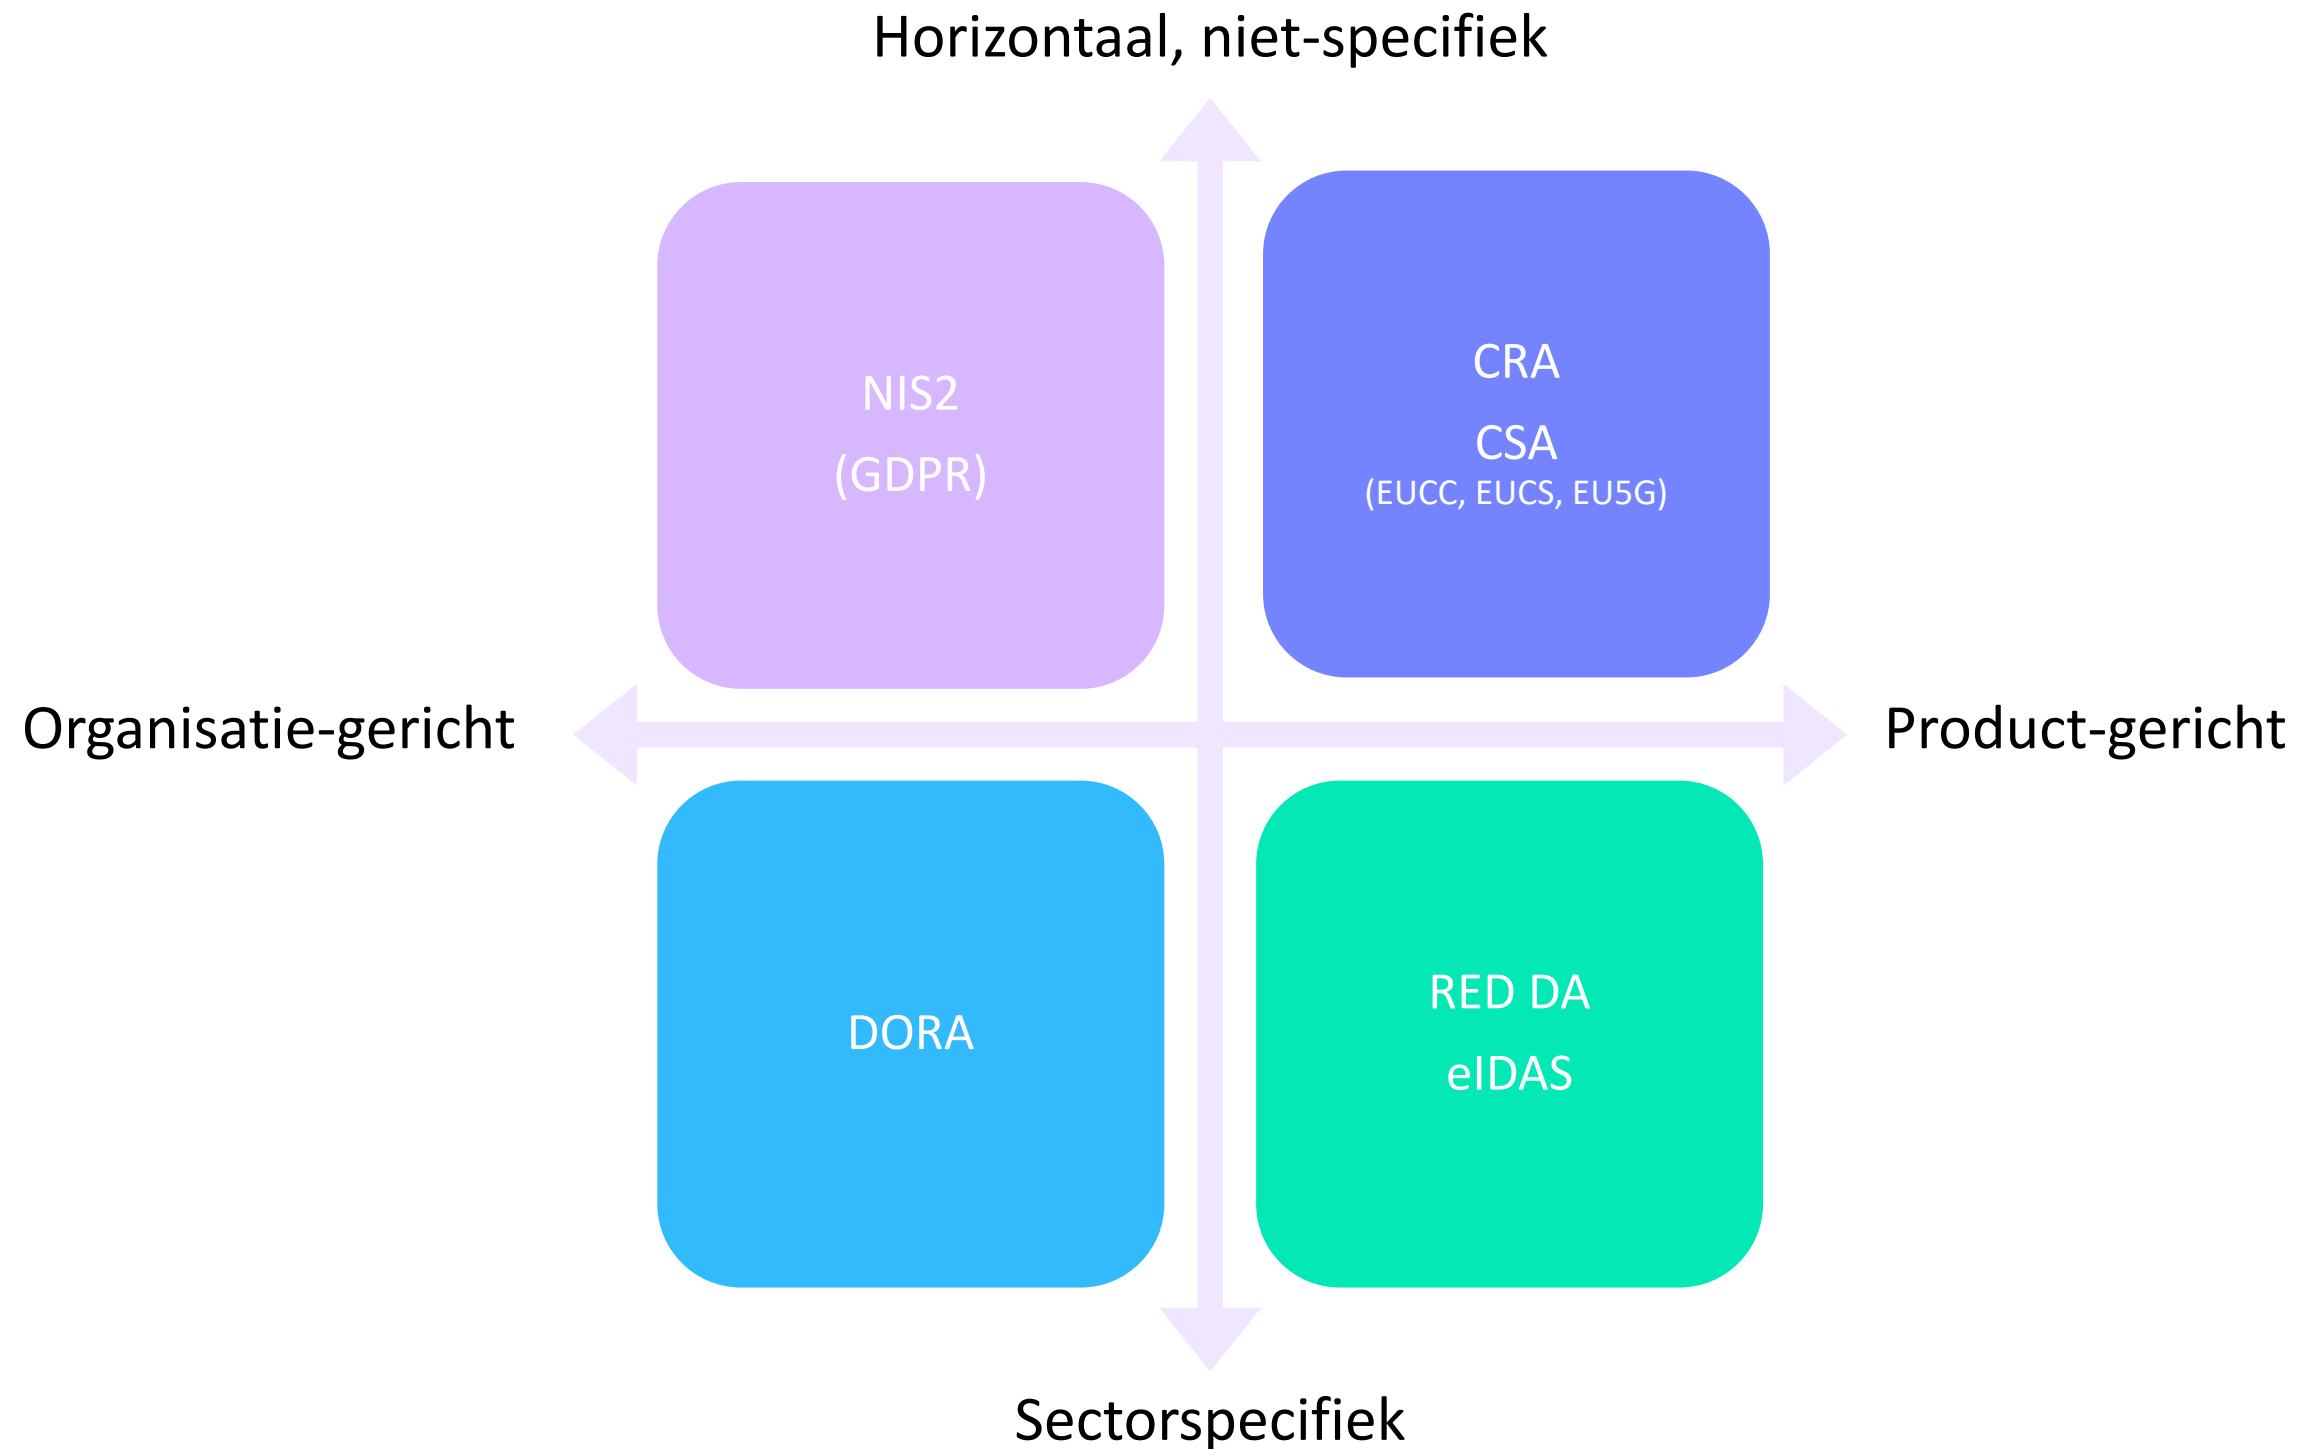 Horizontaal, niet-specifiek
NIS2
(GDPR)
CRA
CSA
(EUCC, EUCS, EU5G)
Organisatie-gericht
Product-gericht
DORA
RED DA
eIDAS
Sectorspecifiek